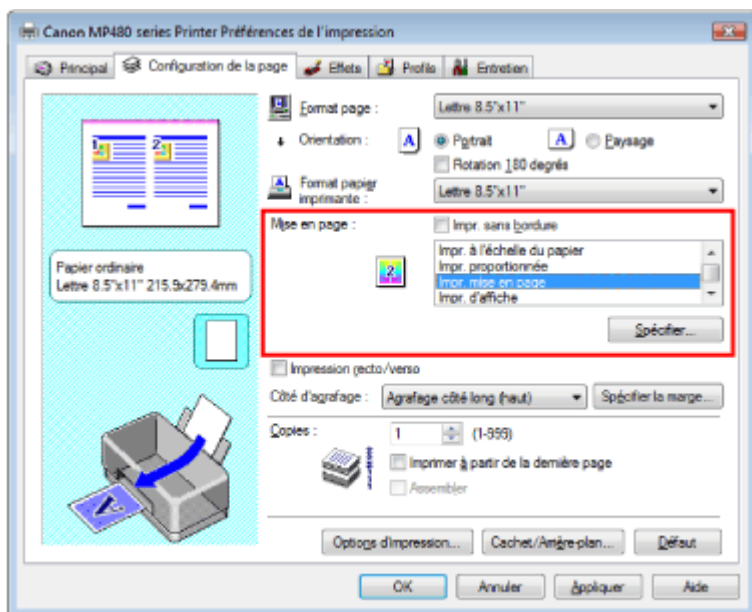 Canon MP480 series Printer Préférences de l'impression
Principal Configuration de la page Effets Profils Entretien
Format page : Lettre 8.5"x11"
Orientation : A Portrait A Paysage
Rotation 180 degrés
Format papier imprimante : Lettre 8.5"x11"
Mise en page : Impr. sans bordure
Impr. à l'échelle du papier
Impr. proportionnée
Impr. mise en page
Impr. d'affiche
Spécifier...
1 2
2
Papier ordinaire
Lettre 8.5"x11" 215.9x279.4mm
Impression recto/verso
Côté d'agrafage : Agrafage côté long (haut) Spécifier la marge...
Copies : 1 (1-999)
Imprimer à partir de la dernière page
Assembler
Options d'impression... Cachet/Arrière-plan... Défaut
OK Annuler Appliquer Aide